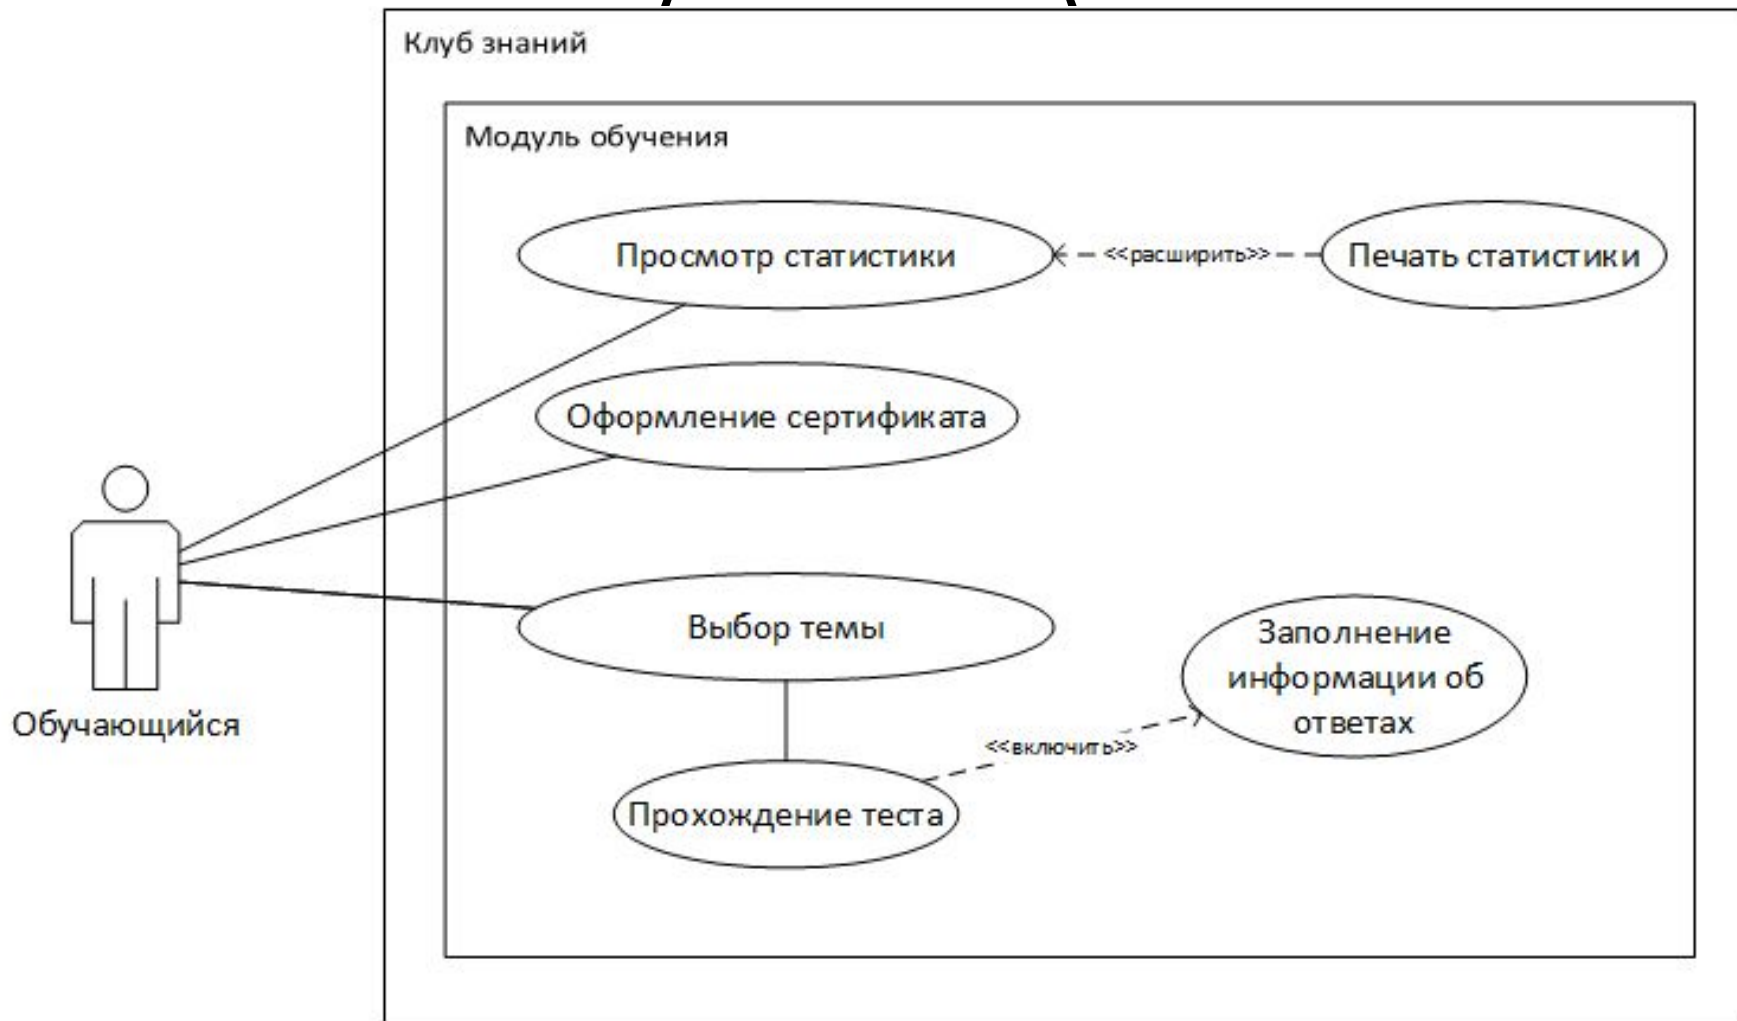 Клуб знаний
Модуль обучения
Просмотр статистики
<<расширить>>
Печать статистики
Оформление сертификата
Обучающийся
Выбор темы
Заполнение
информации об
ответах
<<включить>>
Прохождение теста